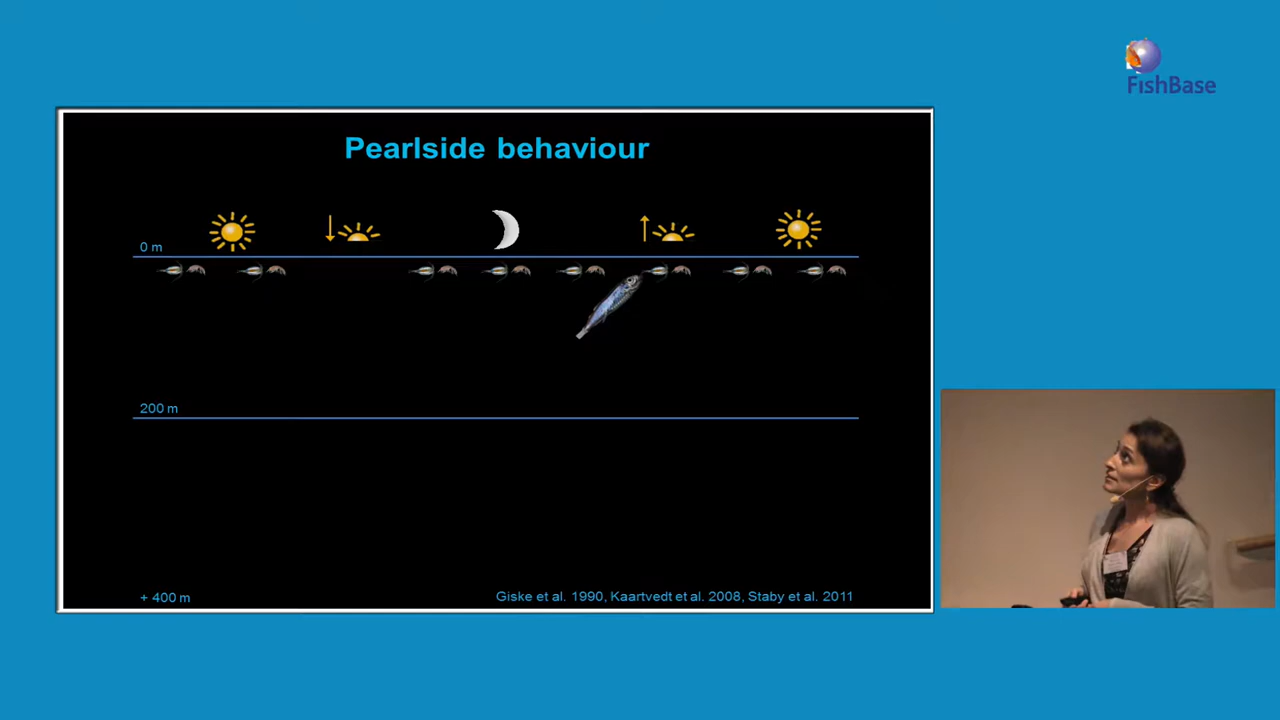 FishBase
Pearlside behaviour
0 m
200 m
+ 400 m
Giske et al. 1990, Kaartvedt et al. 2008, Staby et al. 2011